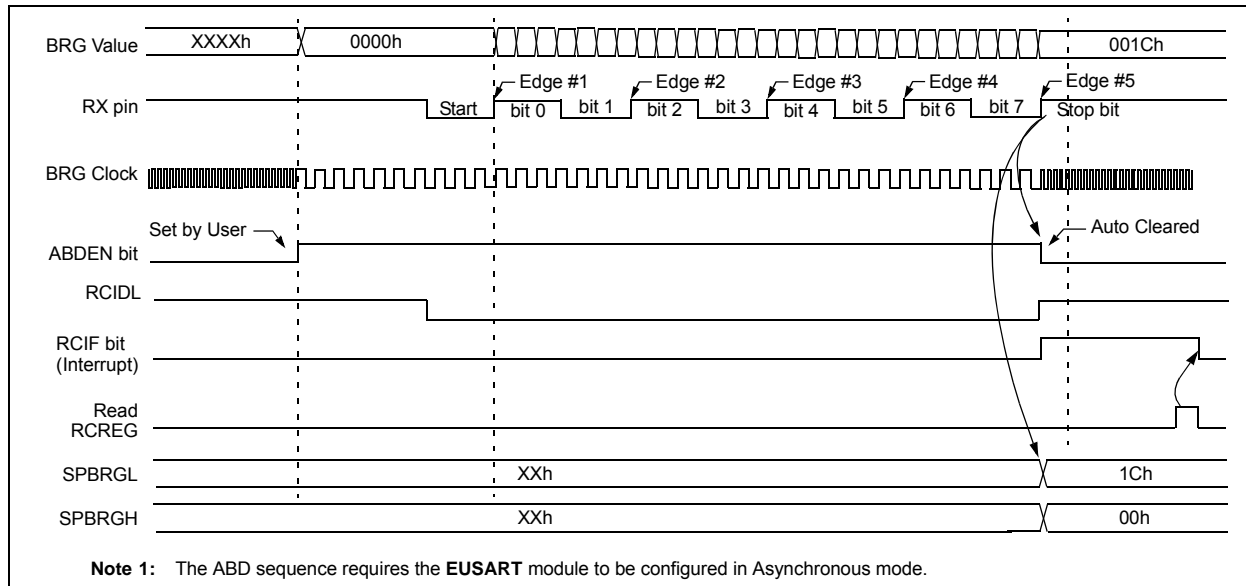 BRG Value XXXXh 0000h 001Ch
Edge #1 Edge #2 Edge #3 Edge #4 Edge #5
RX pin Start bit 0 bit 1 bit 2 bit 3 bit 4 bit 5 bit 6 bit 7 Stop bit
BRG Clock
Set by User Auto Cleared
ABDEN bit
RCIDL
RCIF bit
(Interrupt)
Read
RCREG
SPBRGL XXh 1Ch
SPBRGH XXh 00h
Note 1: The ABD sequence requires the EUSART module to be configured in Asynchronous mode.